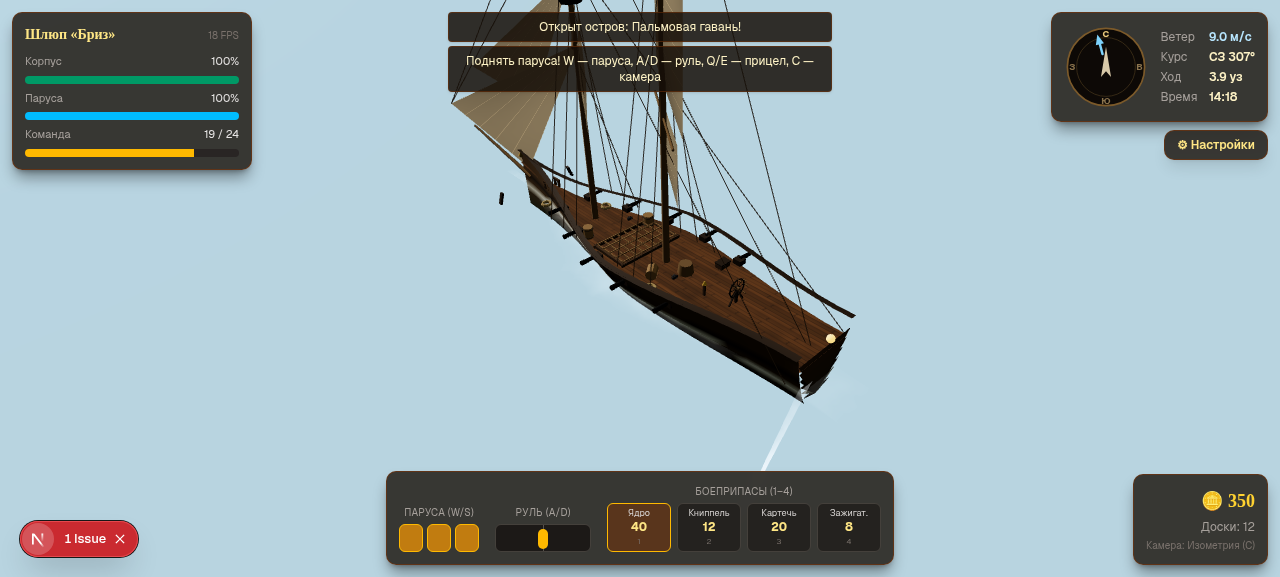 Шлюп «Бриз»
18 FPS
Корпус
100%
Паруса
100%
Команда
19 / 24
Открыт остров: Пальмовая гавань!
Поднять паруса! W — паруса, A/D — руль, Q/E — прицел, C —
камера
С
З
В
Ю
Ветер
9.0 м/с
Курс
СЗ 307°
Ход
3.9 уз
Время
14:18
⚙ Настройки
БОЕПРИПАСЫ (1–4)
ПАРУСА (W/S)
РУЛЬ (A/D)
Ядро
40
1
Книппель
12
2
Картечь
20
3
Зажигат.
8
4
N
1 Issue
350
Доски: 12
Камера: Изометрия (C)